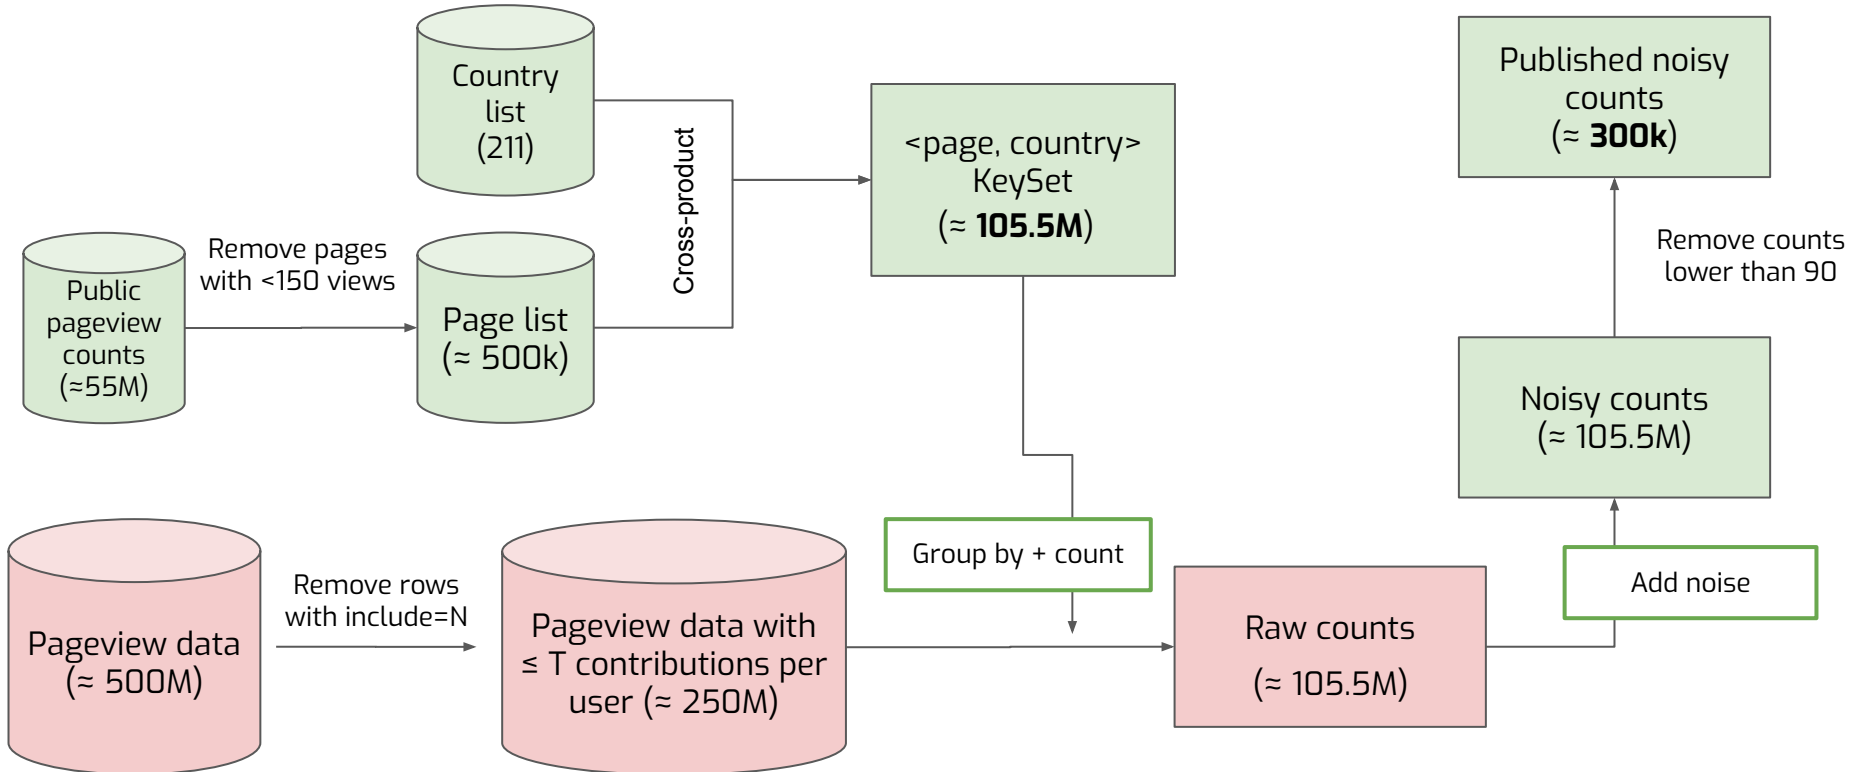 Country
list
(211)
Public
pageview
counts
(≈55M)
Remove pages
with <150 views
Page list
(≈ 500k)
Cross-product
<page, country>
KeySet
(≈ 105.5M)
Published noisy
counts
(≈ 300k)
Remove counts
lower than 90
Noisy counts
(≈ 105.5M)
Pageview data
(≈ 500M)
Remove rows
with include=N
Pageview data with
≤ T contributions per
user (≈ 250M)
Group by + count
Raw counts
(≈ 105.5M)
Add noise